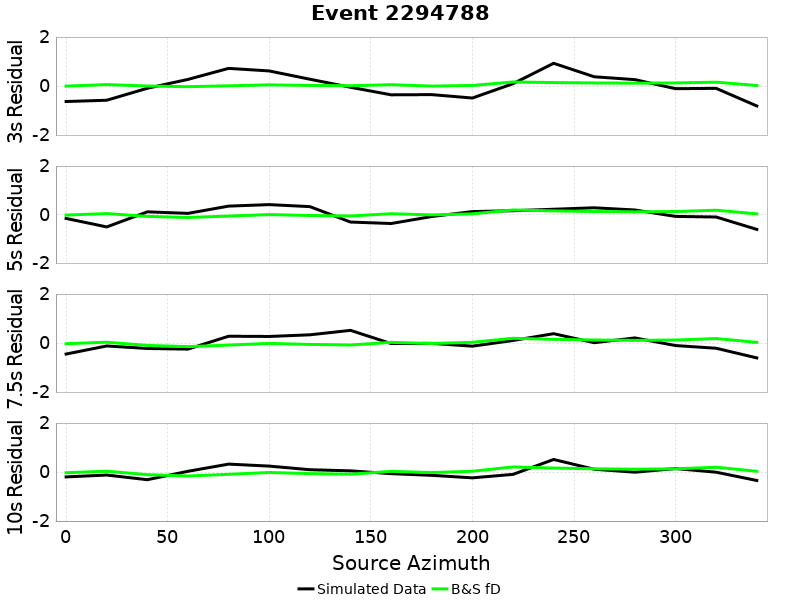 Event 2294788
3s Residual
2
0
-2
5s Residual
2
0
-2
7.5s Residual
2
0
-2
10s Residual
2
0
-2
0 50 100 150 200 250 300
Source Azimuth
Simulated Data B&S fD